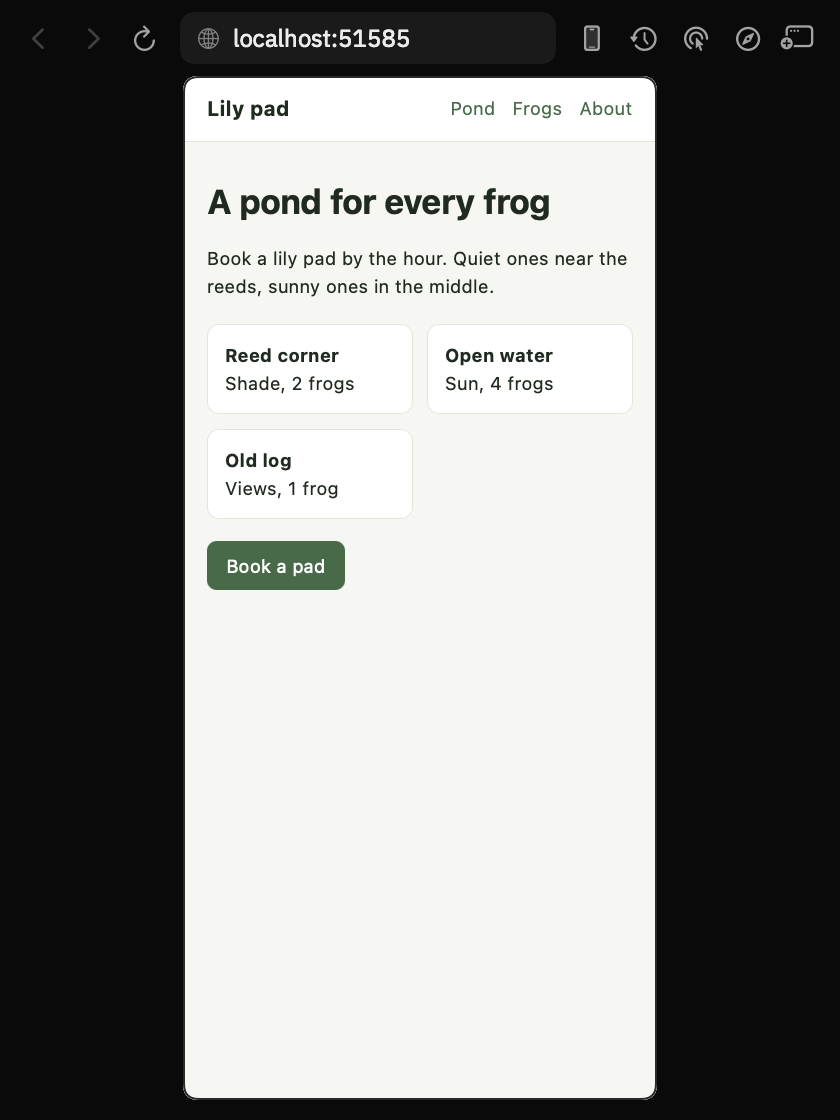 localhost:51585
Lily pad
Pond Frogs About
A pond for every frog
Book a lily pad by the hour. Quiet ones near the
reeds, sunny ones in the middle.
Reed corner
Shade, 2 frogs
Open water
Sun, 4 frogs
Old log
Views, 1 frog
Book a pad